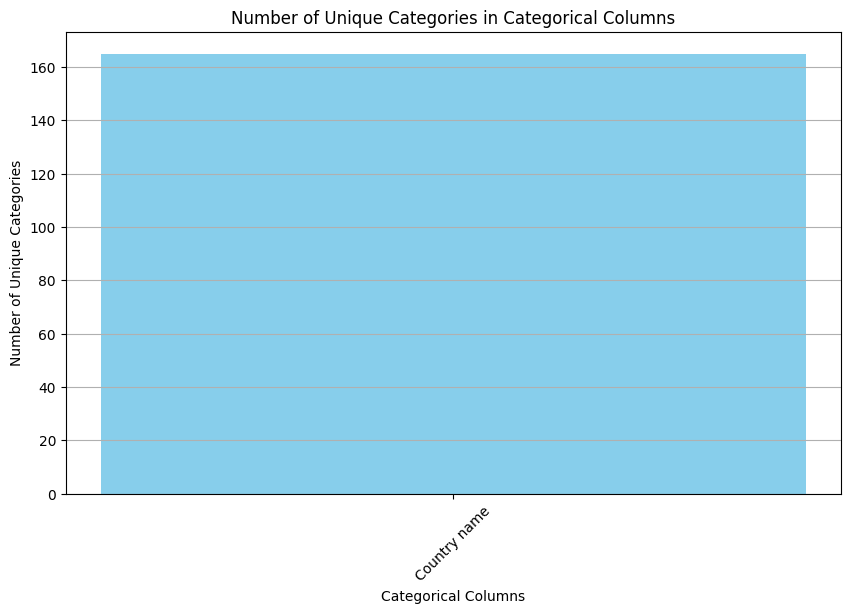 Number of Unique Categories in Categorical Columns
Number of Unique Categories
160
140
120
100
80
60
40
20
0
Country name
Categorical Columns